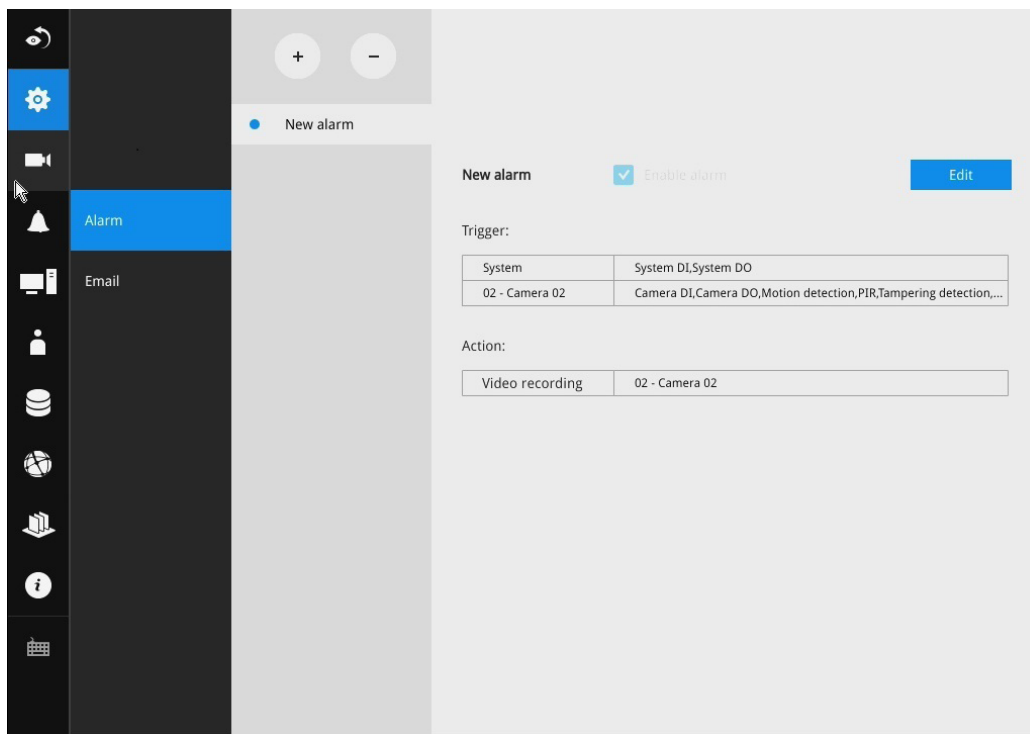 + −
New alarm
New alarm Enable alarm Edit
Alarm
Trigger:
System System DI,System DO
Email
02 - Camera 02 Camera DI,Camera DO,Motion detection,PIR,Tampering detection,...
Action:
Video recording 02 - Camera 02
i